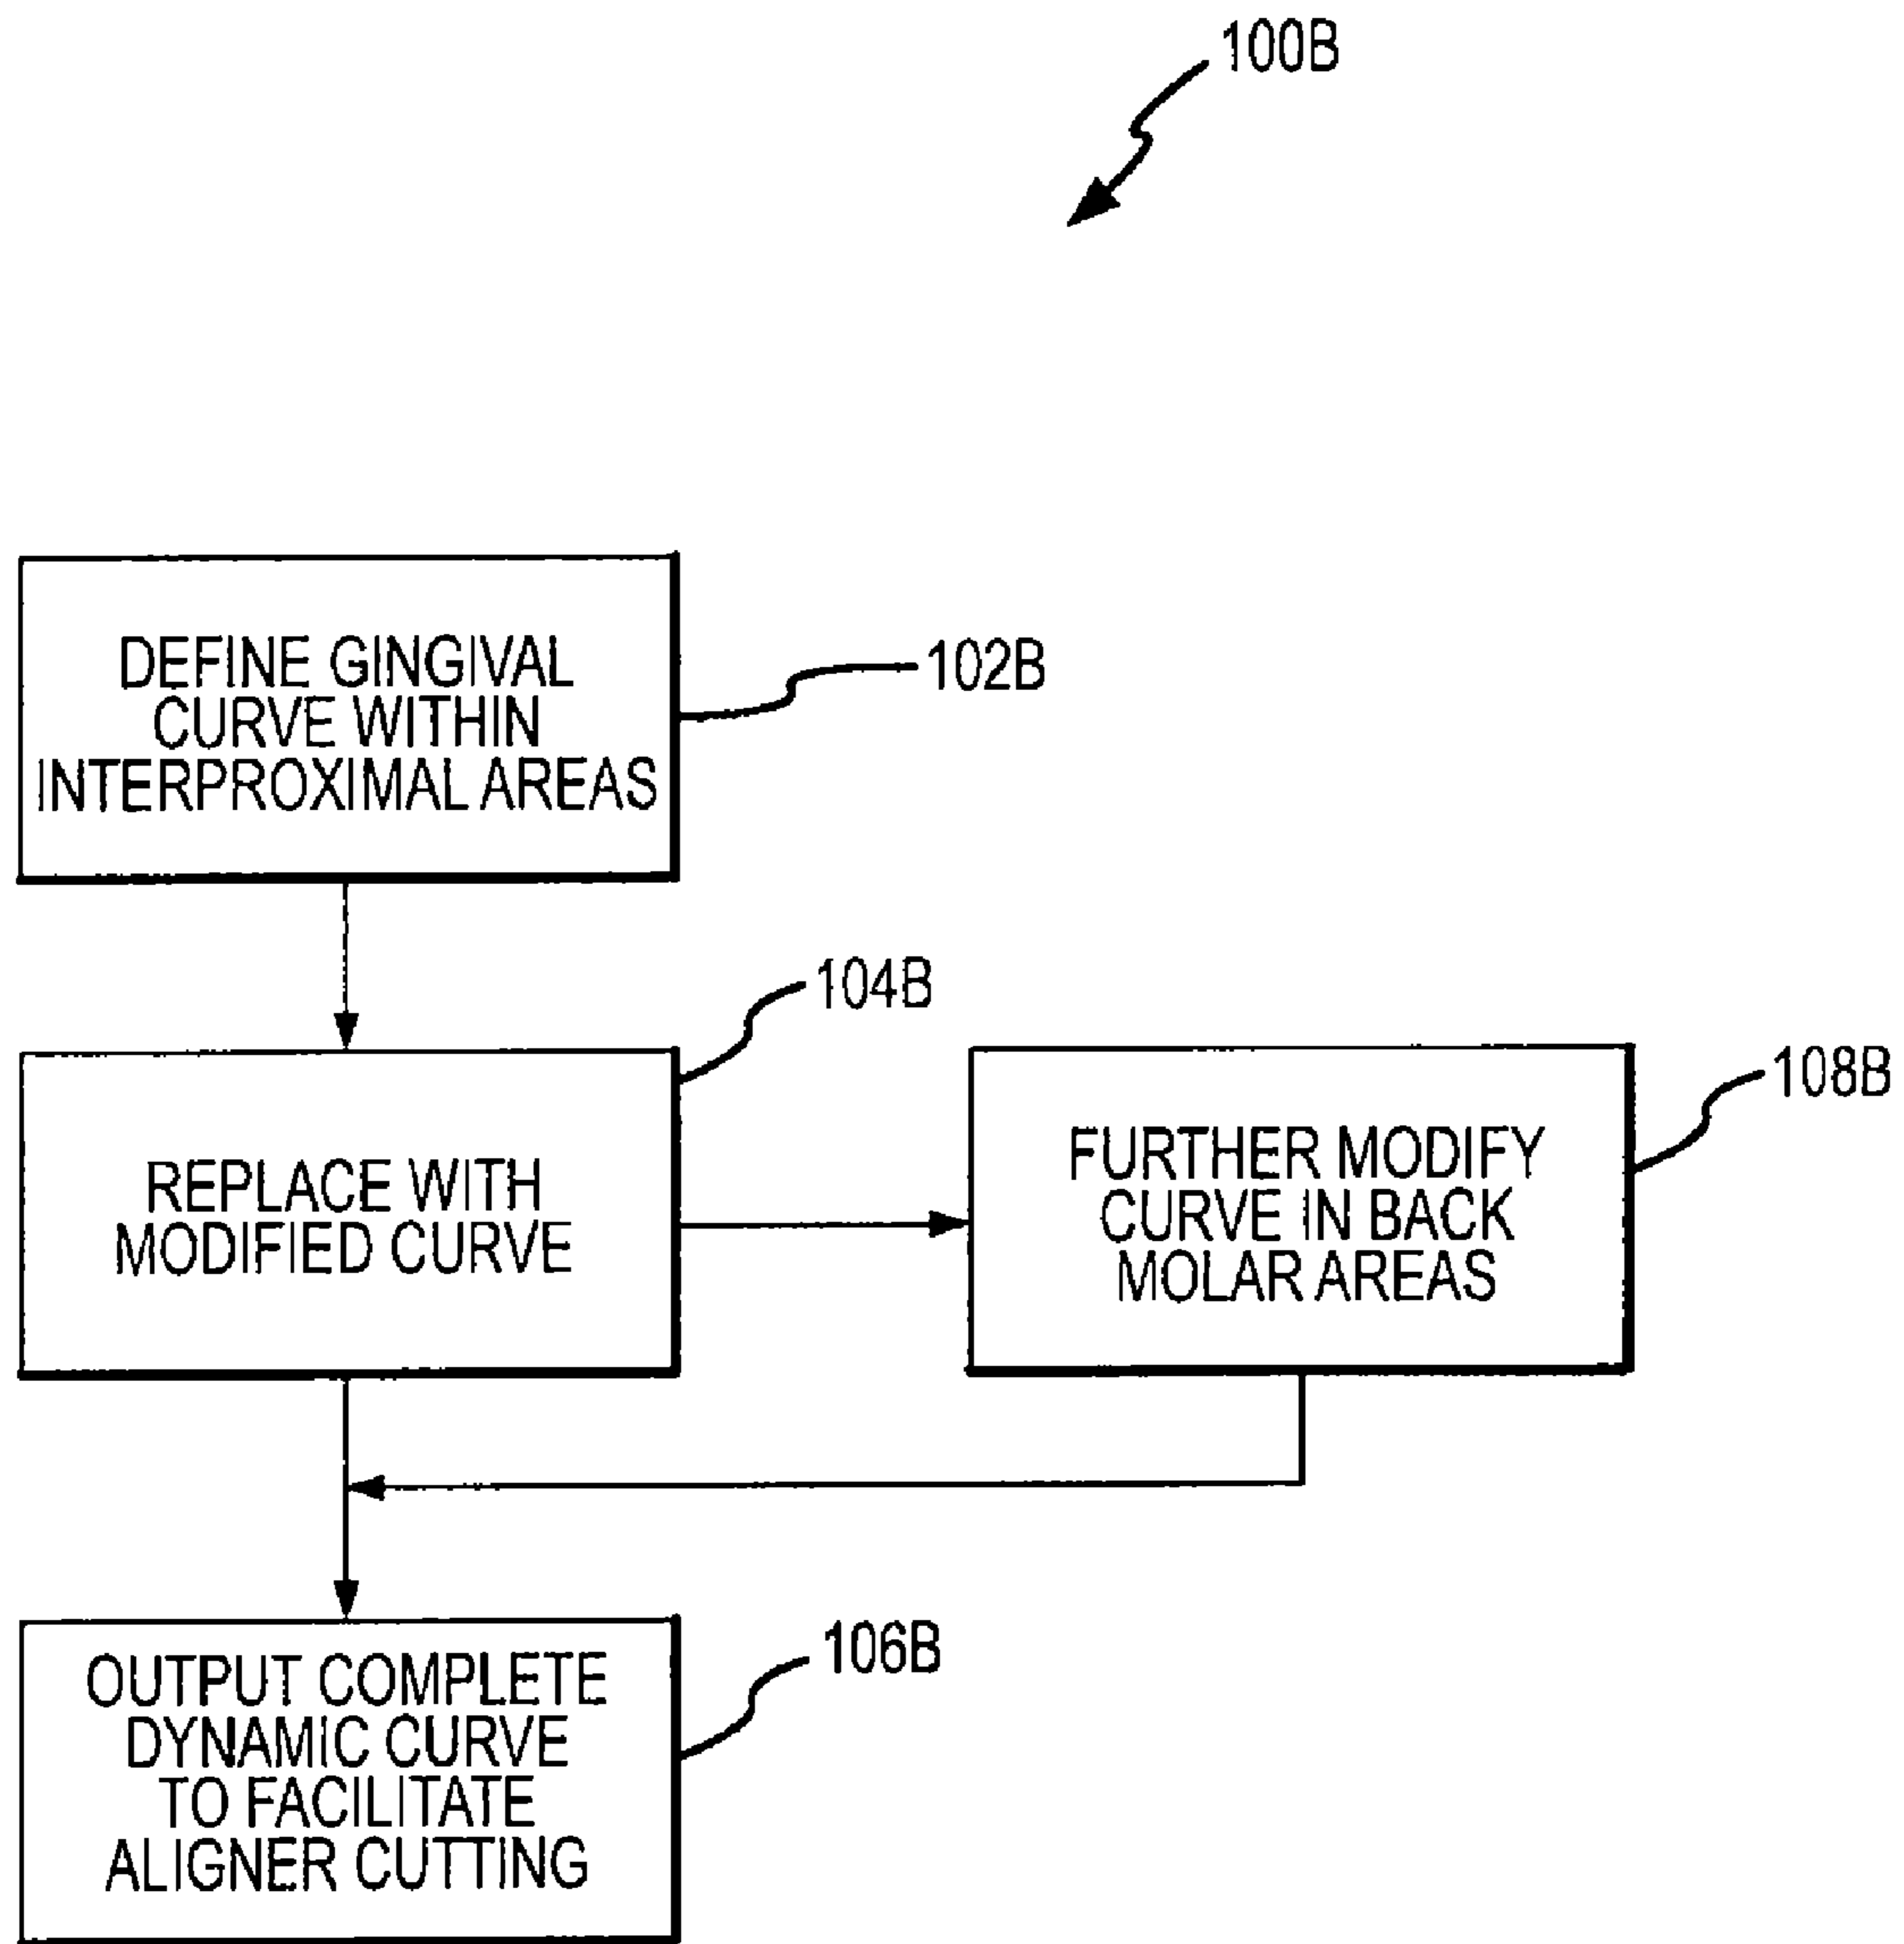 100B
DEFINE GINGIVAL
CURVE WITHIN
INTERPROXIMAL AREAS
102B
104B
REPLACE WITH
MODIFIED CURVE
108B
FURTHER MODIFY
CURVE IN BACK
MOLAR AREAS
106B
OUTPUT COMPLETE
DYNAMIC CURVE
TO FACILITATE
ALIGNER CUTTING